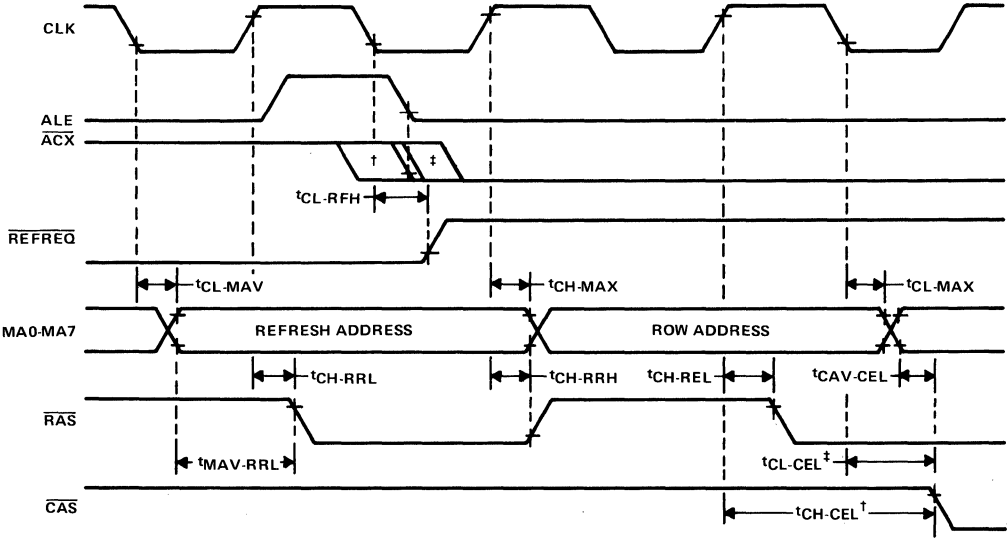 CLK
ALE
ACX
† ‡
tCL-RFH
REFREQ
tCL-MAV tCH-MAX tCL-MAX
MA0-MA7 REFRESH ADDRESS ROW ADDRESS
tCH-RRL tCH-RRH tCH-REL tCAV-CEL
RAS
tMAV-RRL tCL-CEL‡
CAS
tCH-CEL†